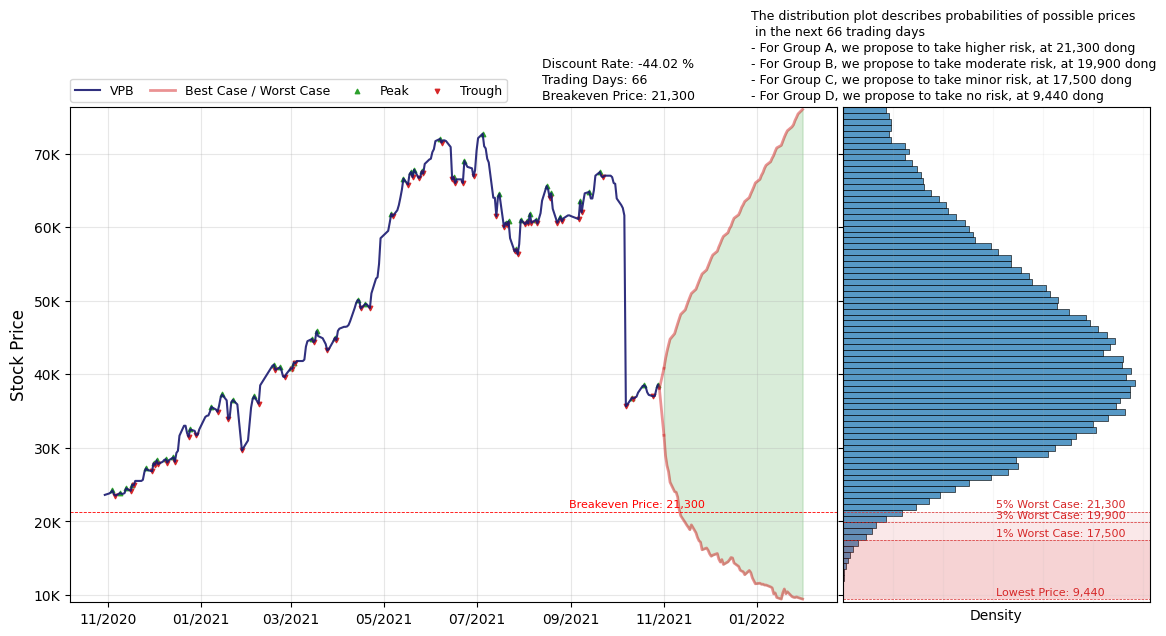 The distribution plot describes probabilities of possible prices
in the next 66 trading days
- For Group A, we propose to take higher risk, at 21,300 dong
- For Group B, we propose to take moderate risk, at 19,900 dong
- For Group C, we propose to take minor risk, at 17,500 dong
- For Group D, we propose to take no risk, at 9,440 dong
Discount Rate: -44.02 %
Trading Days: 66
Breakeven Price: 21,300
VPB
Best Case / Worst Case
Peak
Trough
Stock Price
70K
60K
50K
40K
30K
20K
10K
Breakeven Price: 21,300
5% Worst Case: 21,300
3% Worst Case: 19,900
1% Worst Case: 17,500
Lowest Price: 9,440
11/2020
01/2021
03/2021
05/2021
07/2021
09/2021
11/2021
01/2022
Density